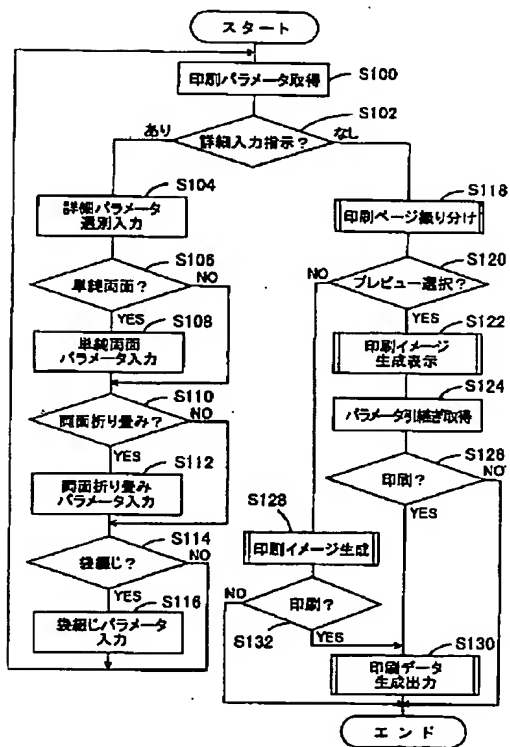 スタート
印刷パラメータ取得
S100
詳細入力指示？
S102
あり
なし
S104
詳細パラメータ
選別入力
S106
単純両面？
NO
YES
S108
単純両面
パラメータ入力
S110
両面折り畳み？
NO
YES
S112
両面折り畳み
パラメータ入力
S114
袋綴じ？
NO
YES
S116
袋綴じパラメータ
入力
S118
印刷ページ振り分け
S120
NO
プレビュー選択？
YES
S122
印刷イメージ
生成表示
S124
パラメータ引継ぎ取得
S128
印刷？
NO
YES
S128
印刷イメージ生成
NO
印刷？
S132
YES
S130
印刷データ
生成出力
エンド